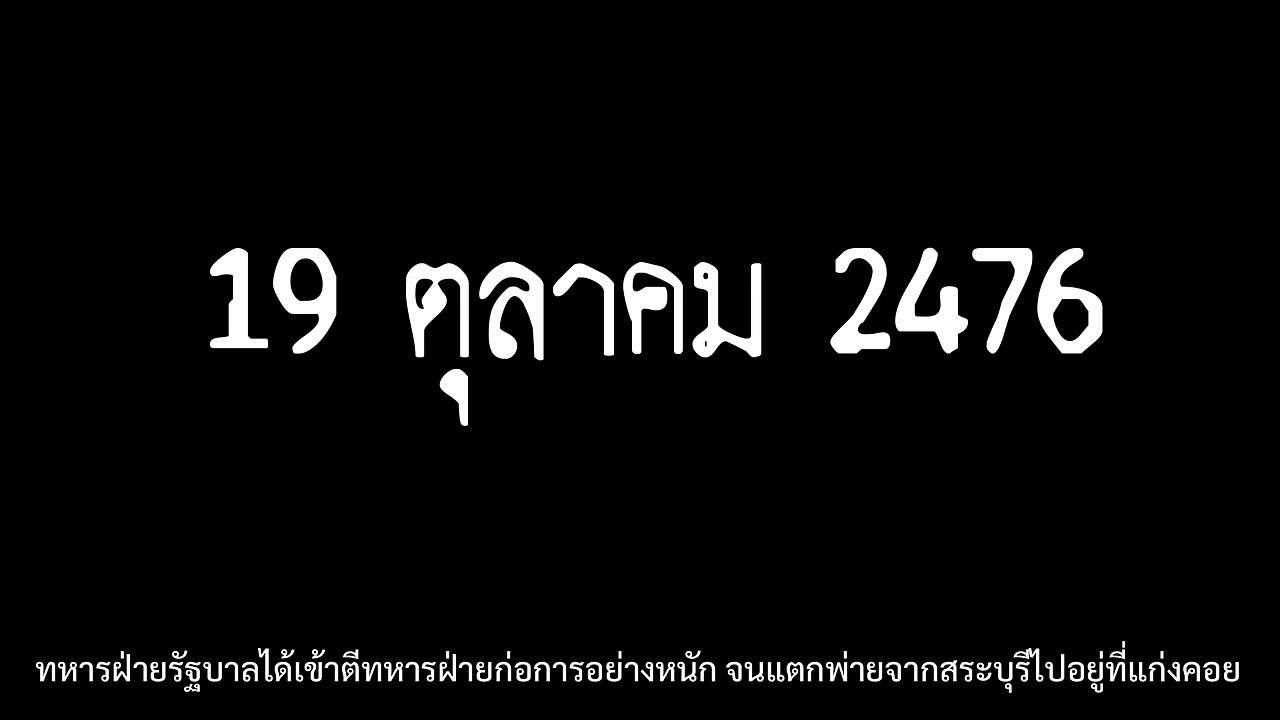 19 ตุลาคม 2476
ทหารฝ่ายรัฐบาลได้เข้าตีทหารฝ่ายก่อการอย่างหนัก จนแตกพ่ายจากสระบุรีไปอยู่ที่แก่งคอย